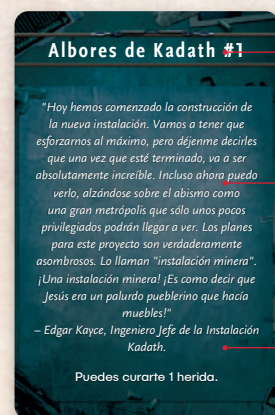 Albores de Kadath #1
"Hoy hemos comenzado la construcción de
la nueva instalación. Vamos a tener que
esforzarnos al máximo, pero déjenme decirles
que una vez que esté terminado, va a ser
absolutamente increíble. Incluso ahora puedo
verlo, alzándose sobre el abismo como
una gran metrópolis que sólo unos pocos
privilegiados podrán llegar a ver. Los planes
para este proyecto son verdaderamente
asombrosos. Lo llaman "instalación minera".
¡Una instalación minera! ¡Es como decir que
Jesús era un palurdo pueblerino que hacía
muebles!"
– Edgar Kayce, Ingeniero Jefe de la Instalación
Kadath.
Puedes curarte 1 herida.